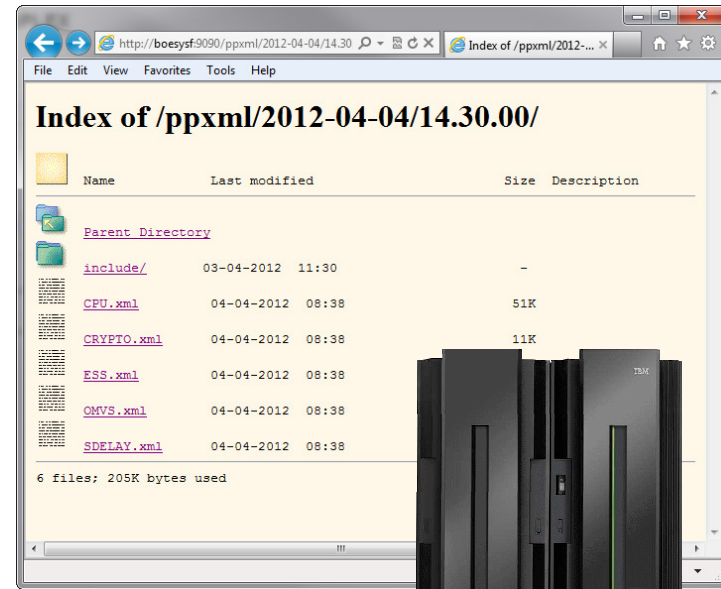 http://boesysf:9090/ppxml/2012-04-04/14.30
Index of /ppxml/2012-...
File Edit View Favorites Tools Help
Index of /ppxml/2012-04-04/14.30.00/
Name Last modified Size Description
Parent Directory
include/ 03-04-2012 11:30 -
CPU.xml 04-04-2012 08:38 51K
CRYPTO.xml 04-04-2012 08:38 11K
ESS.xml 04-04-2012 08:38
IBM
OMVS.xml 04-04-2012 08:38
SDELAY.xml 04-04-2012 08:38
6 files; 205K bytes used